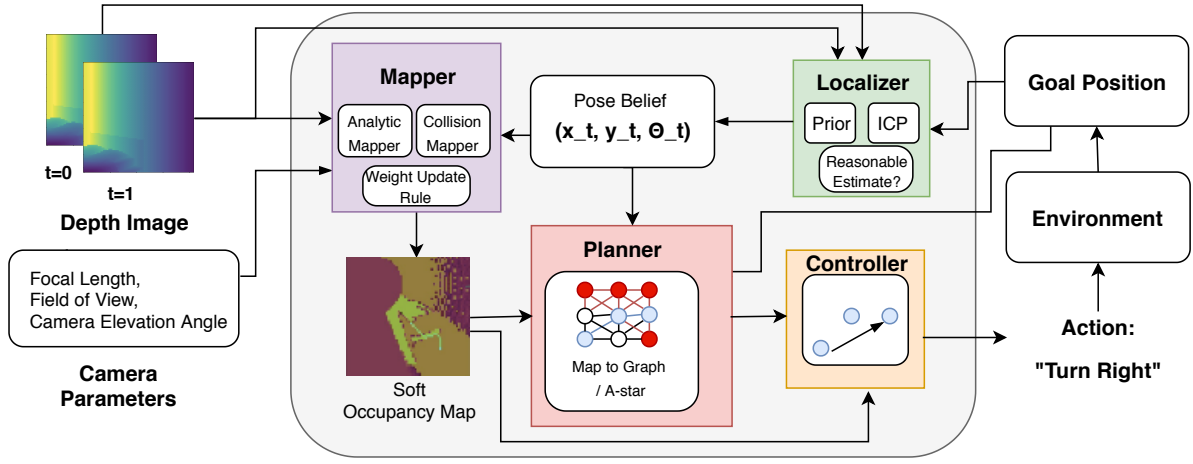 t=0
t=1
Depth Image
Focal Length,
Field of View,
Camera Elevation Angle
Camera
Parameters
Mapper
Analytic
Mapper
Collision
Mapper
Weight Update
Rule
Soft
Occupancy Map
Pose Belief
(x_t, y_t, Θ_t)
Planner
Map to Graph
/ A-star
Localizer
Prior
ICP
Reasonable
Estimate?
Controller
Goal Position
Environment
Action:
"Turn Right"